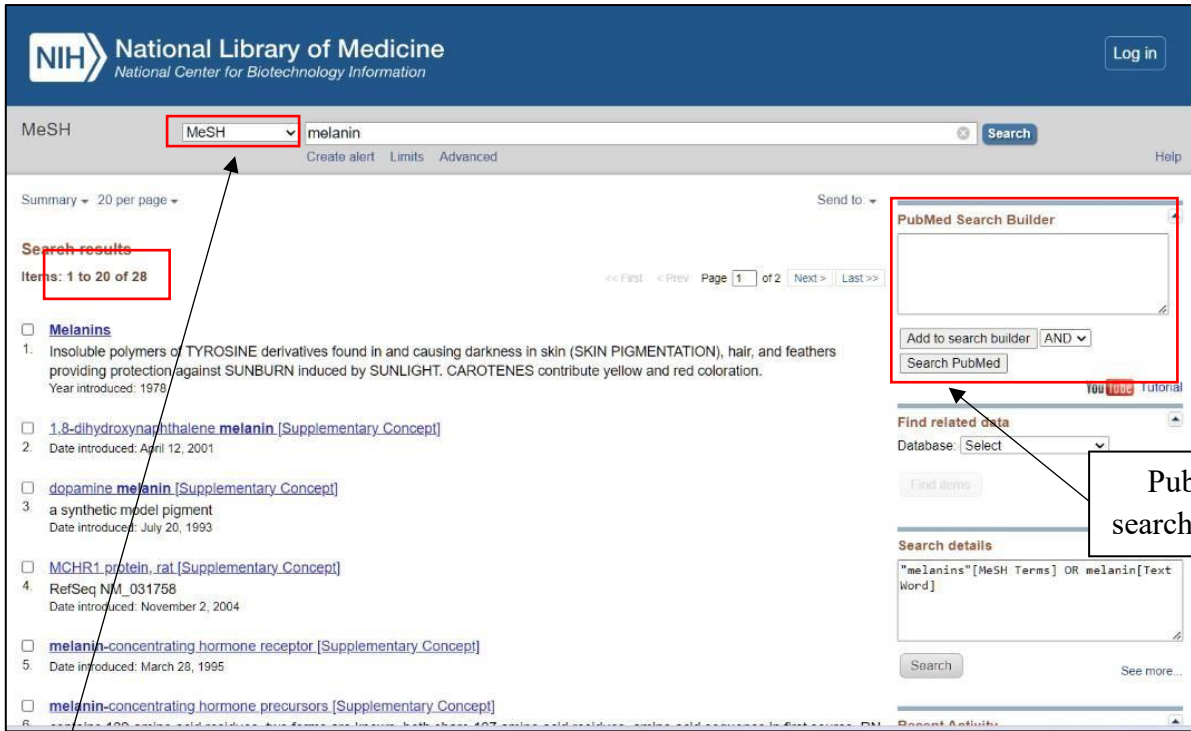 NIH National Library of Medicine
National Center for Biotechnology Information
Log in
MeSH
MeSH
melanin
Search
Create alert Limits Advanced
Help
Summary 20 per page
Send to:
Search results
Items: 1 to 20 of 28
<< First < Prev Page 1 of 2 Next > Last >>
Melanins
1. Insoluble polymers of TYROSINE derivatives found in and causing darkness in skin (SKIN PIGMENTATION), hair, and feathers
providing protection against SUNBURN induced by SUNLIGHT. CAROTENES contribute yellow and red coloration.
Year introduced: 1978
1,8-dihydroxynaphthalene melanin [Supplementary Concept]
2. Date introduced: April 12, 2001
dopamine melanin [Supplementary Concept]
3. a synthetic model pigment
Date introduced: July 20, 1993
MCHR1 protein, rat [Supplementary Concept]
4. RefSeq NM_031758
Date introduced: November 2, 2004
melanin-concentrating hormone receptor [Supplementary Concept]
5. Date introduced: March 28, 1995
melanin-concentrating hormone precursors [Supplementary Concept]
6.
PubMed Search Builder
Add to search builder AND
Search PubMed
YouTube Tutorial
Find related data
Database: Select
Find items
Pub
search
Search details
"melanins"[MeSH Terms] OR melanin[Text
Word]
Search
See more...
Recent Activity